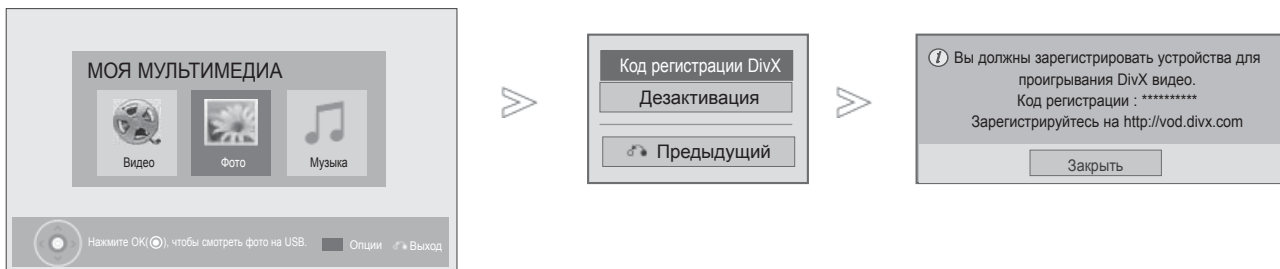 МОЯ МУЛЬТИМЕДИА
Видео
Фото
Музыка
Нажмите OK(), чтобы смотреть фото на USB.
Опции
Выход
Код регистрации DivX
Дезактивация
Предыдущий
Вы должны зарегистрировать устройства для
проигрывания DivX видео.
Код регистрации : **********
Зарегистрируйтесь на http://vod.divx.com
Закрыть